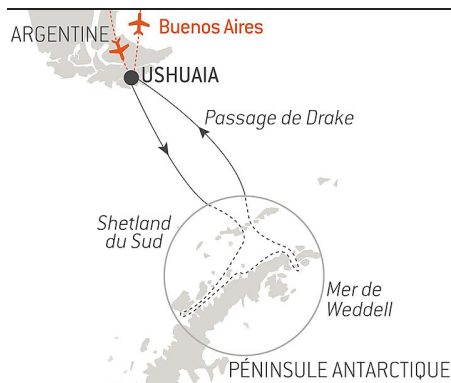 ARGENTINE
Buenos Aires
USHUAIA
Passage de Drake
Shetland
du Sud
Mer de
Weddell
PÉNINSULE ANTARCTIQUE